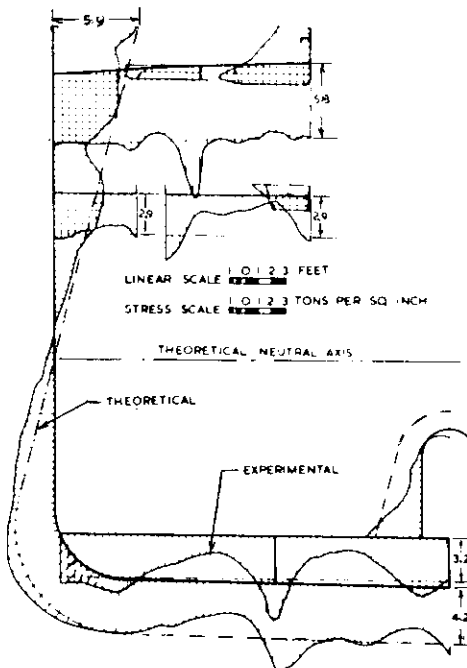 5.9
5.8
2.9
2.9
LINEAR SCALE 1 0 1 2 3 FEET
STRESS SCALE 1 0 1 2 3 TONS PER SQ INCH
THEORETICAL NEUTRAL AXIS
THEORETICAL
EXPERIMENTAL
3.2
4.2